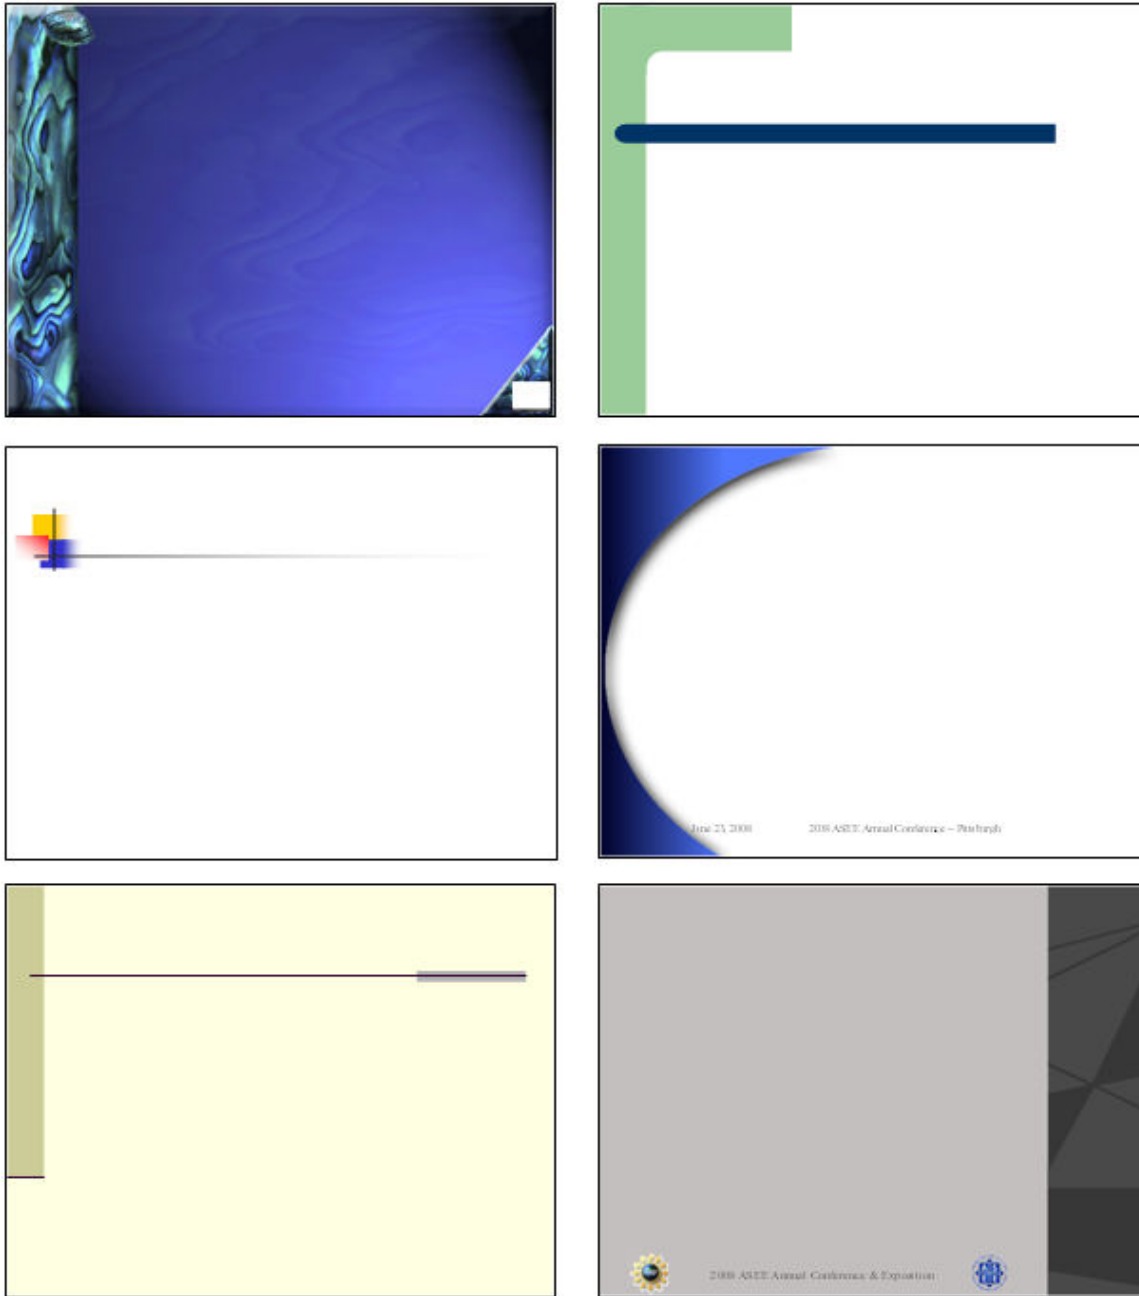 June 23, 2008
2008 ASEE Annual Conference – Pittsburgh
2008 ASEE Annual Conference & Exposition